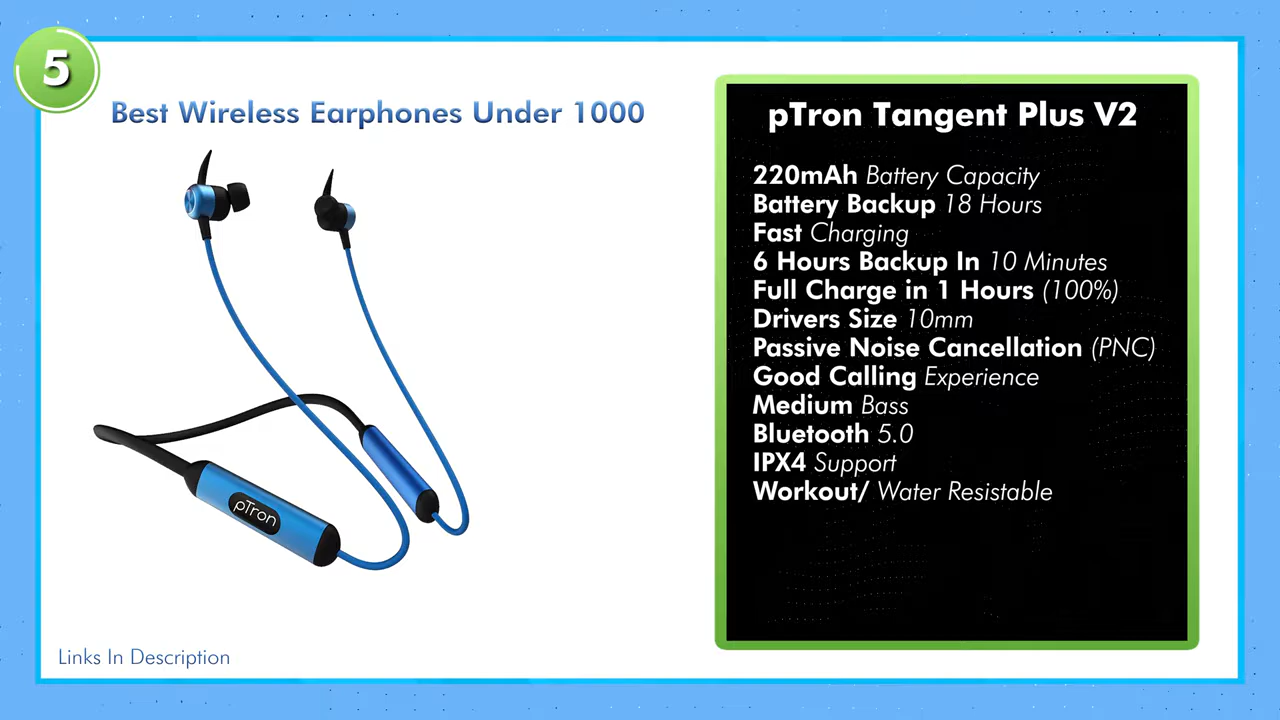 5
Best Wireless Earphones Under 1000
pTron Tangent Plus V2
220mAh Battery Capacity
Battery Backup 18 Hours
Fast Charging
6 Hours Backup In 10 Minutes
Full Charge in 1 Hours (100%)
Drivers Size 10mm
Passive Noise Cancellation (PNC)
Good Calling Experience
Medium Bass
Bluetooth 5.0
IPX4 Support
Workout/ Water Resistable
pTron
Links In Description